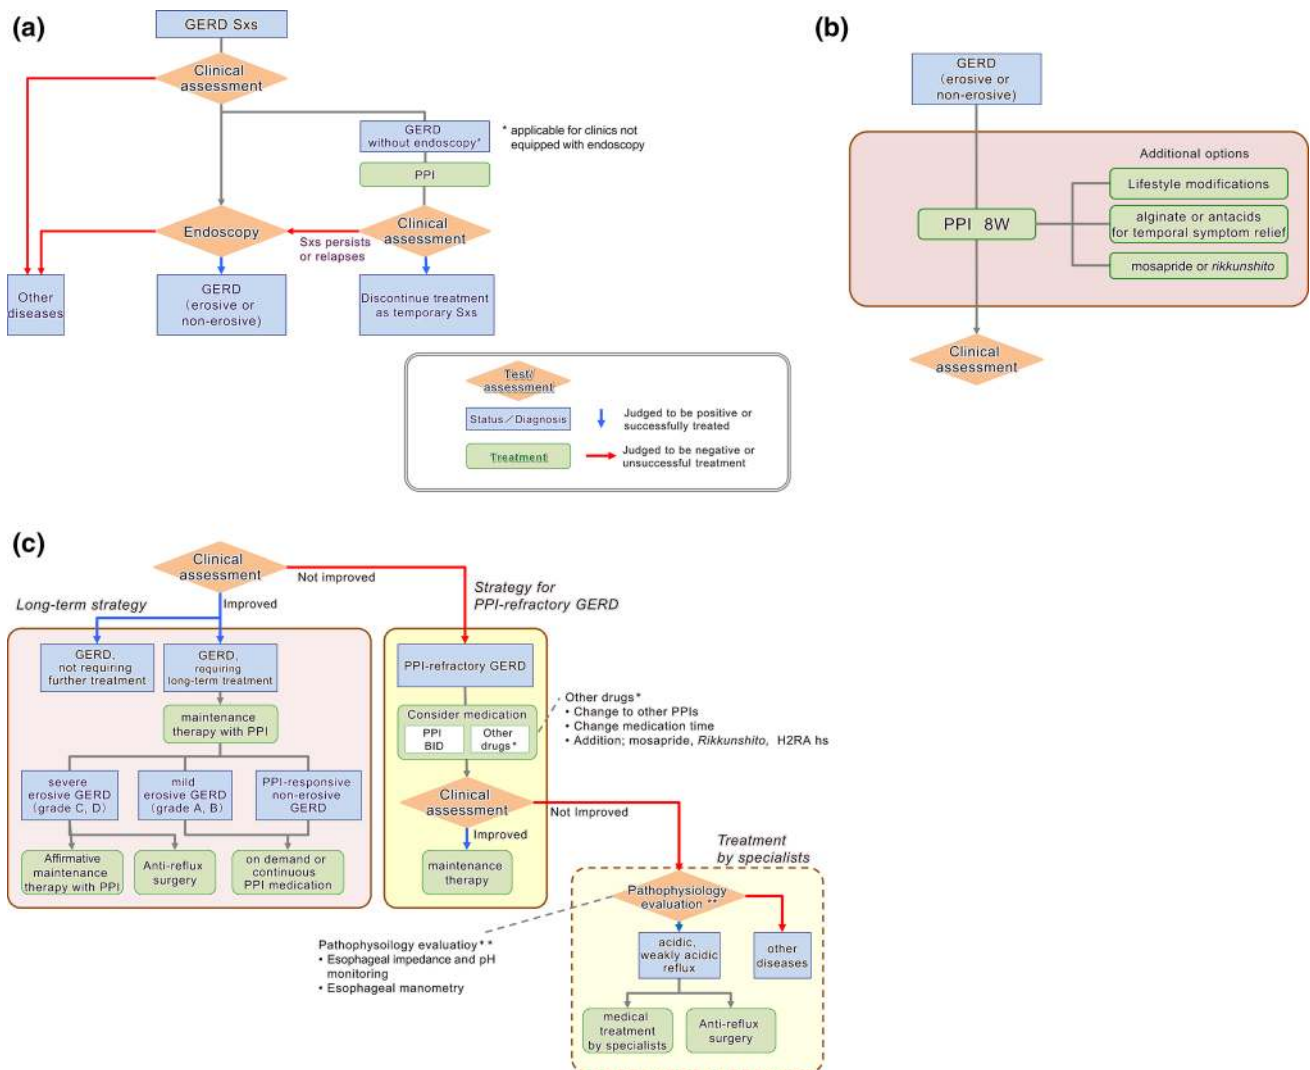 (a)
GERD Sxs
Clinical
assessment
GERD
without endoscopy*
* applicable for clinics not
equipped with endoscopy
PPI
Endoscopy
Clinical
assessment
Sxs persists
or relapses
Other
diseases
GERD
(erosive or
non-erosive)
Discontinue treatment
as temporary Sxs
Test/
assessment
Status/Diagnosis
Judged to be positive or
successfully treated
Treatment
Judged to be negative or
unsuccessful treatment
(b)
GERD
(erosive or
non-erosive)
Additional options
PPI 8W
Lifestyle modifications
alginate or antacids
for temporal symptom relief
mosapride or rikkunshito
Clinical
assessment
(c)
Clinical
assessment
Not improved
Improved
Long-term strategy
Strategy for
PPI-refractory GERD
GERD,
not requiring
further treatment
GERD,
requiring
long-term treatment
maintenance
therapy with PPI
severe
erosive GERD
(grade C, D)
mild
erosive GERD
(grade A, B)
PPI-responsive
non-erosive
GERD
Affirmative
maintenance
therapy with PPI
Anti-reflux
surgery
on demand or
continuous
PPI medication
PPI-refractory GERD
Consider medication
PPI
BID
Other
drugs*
Other drugs*
• Change to other PPIs
• Change medication time
• Addition; mosapride, Rikkunshito, H2RA hs
Clinical
assessment
Not Improved
Improved
maintenance
therapy
Treatment
by specialists
Pathophysiology
evaluation **
Pathophysoilogy evaluatioy**
• Esophageal impedance and pH
monitoring
• Esophageal manometry
acidic,
weakly acidic
reflux
other
diseases
medical
treatment
by specialists
Anti-reflux
surgery